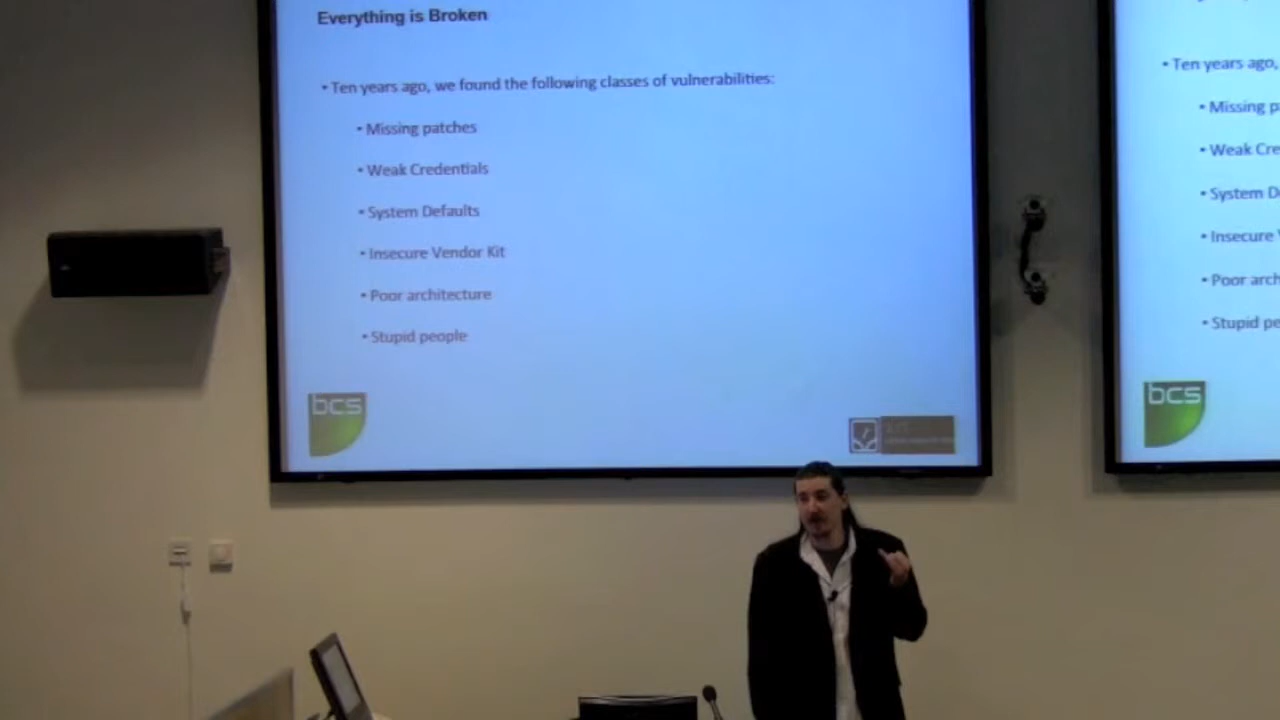 Everything is Broken
• Ten years ago, we found the following classes of vulnerabilities:
• Missing patches
• Weak Credentials
• System Defaults
• Insecure Vendor Kit
• Poor architecture
• Stupid people
bcs
• Ten years ago,
• Missing p
• Weak Cre
• System D
• Insecure V
• Poor arch
• Stupid pe
bcs